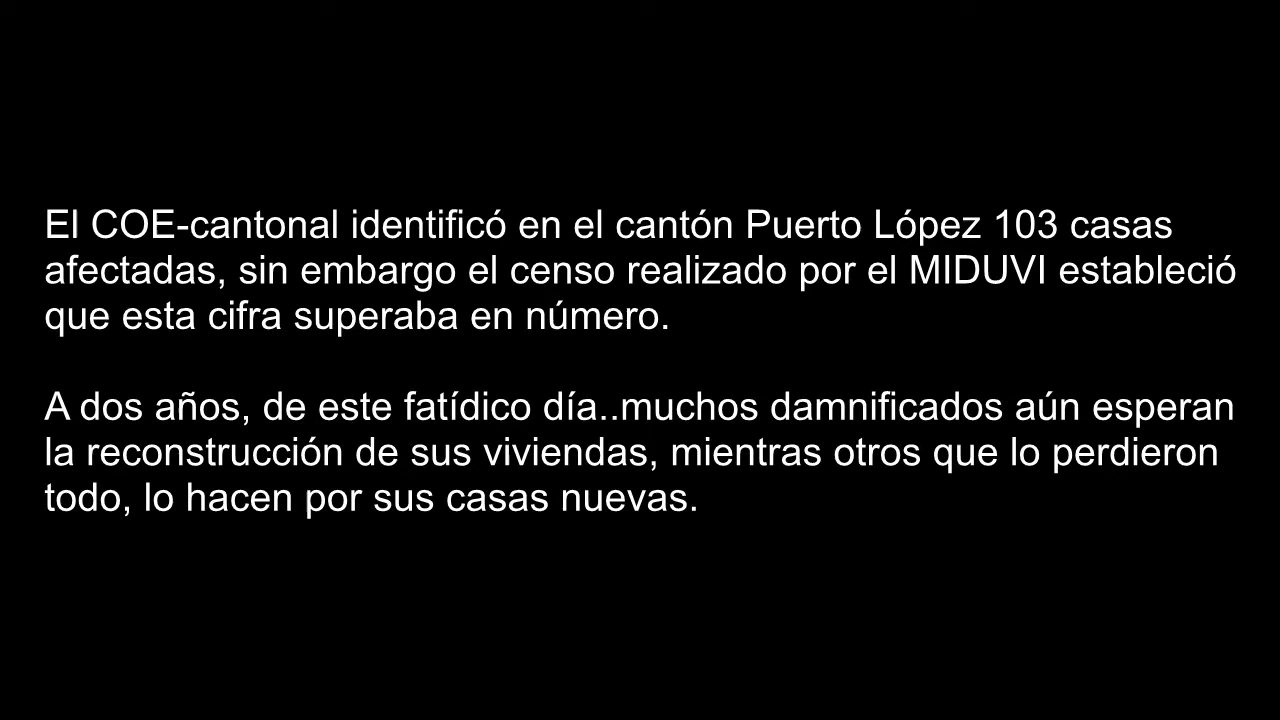 El COE-cantonal identificó en el cantón Puerto López 103 casas
afectadas, sin embargo el censo realizado por el MIDUVI estableció
que esta cifra superaba en número.
A dos años, de este fatídico día..muchos damnificados aún esperan
la reconstrucción de sus viviendas, mientras otros que lo perdieron
todo, lo hacen por sus casas nuevas.